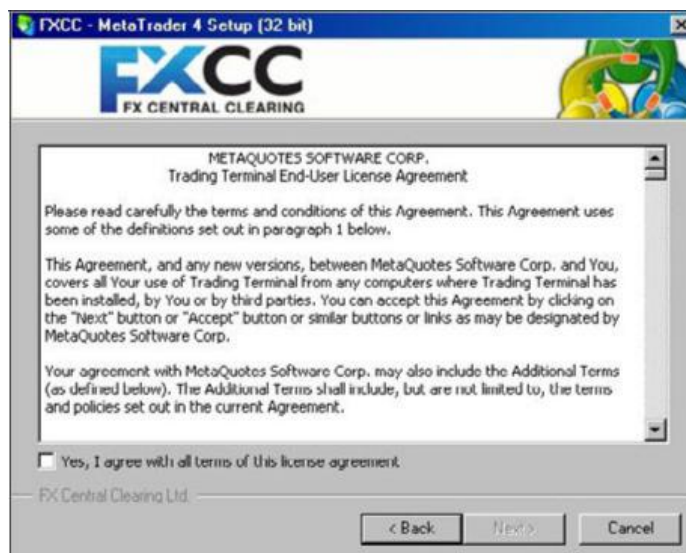 FXCC - MetaTrader 4 Setup (32 bit)
FXCC
FX CENTRAL CLEARING
METAQUOTES SOFTWARE CORP.
Trading Terminal End-User License Agreement
Please read carefully the terms and conditions of this Agreement. This Agreement uses
some of the definitions set out in paragraph 1 below.
This Agreement, and any new versions, between MetaQuotes Software Corp. and You,
covers all Your use of Trading Terminal from any computers where Trading Terminal has
been installed, by You or by third parties. You can accept this Agreement by clicking on
the "Next" button or "Accept" button or similar buttons or links as may be designated by
MetaQuotes Software Corp.
Your agreement with MetaQuotes Software Corp. may also include the Additional Terms
(as defined below). The Additional Terms shall include, but are not limited to, the terms
and policies set out in the current Agreement.
Yes, I agree with all terms of this license agreement
FX Central Clearing Ltd.
< Back
Next >
Cancel